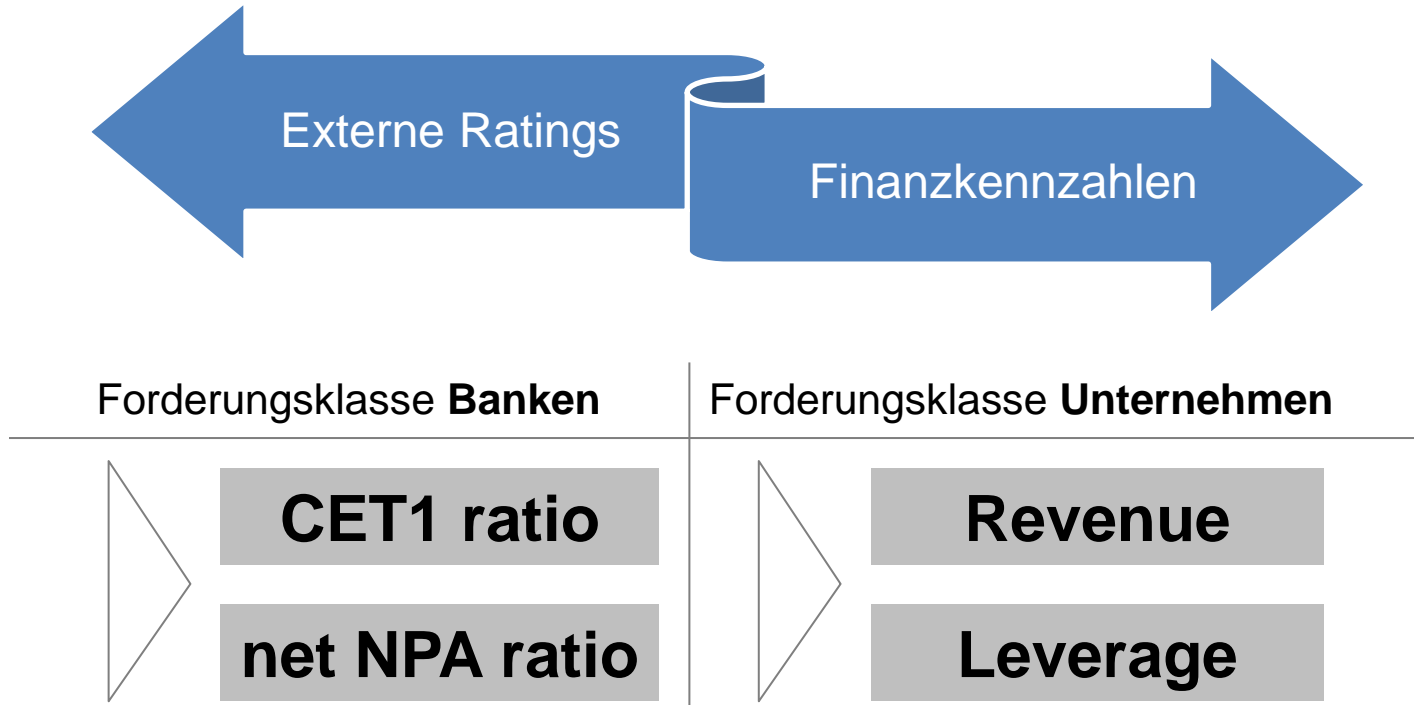 Externe Ratings
Finanzkennzahlen
Forderungsklasse Banken
Forderungsklasse Unternehmen
CET1 ratio
Revenue
net NPA ratio
Leverage